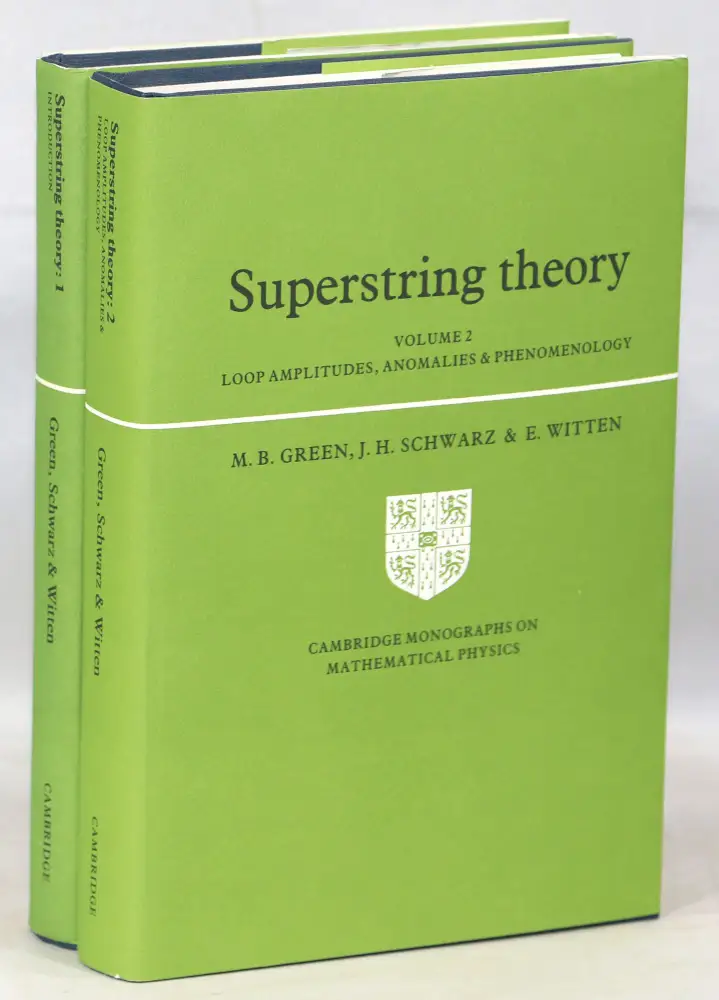 Superstring theory: 1
INTRODUCTION
Green, Schwarz & Witten
CAMBRIDGE
Superstring theory: 2
LOOP AMPLITUDES, ANOMALIES &
PHENOMENOLOGY
Green, Schwarz & Witten
CAMBRIDGE
Superstring theory
VOLUME 2
LOOP AMPLITUDES, ANOMALIES & PHENOMENOLOGY
M. B. GREEN, J. H. SCHWARZ & E. WITTEN
CAMBRIDGE MONOGRAPHS ON
MATHEMATICAL PHYSICS